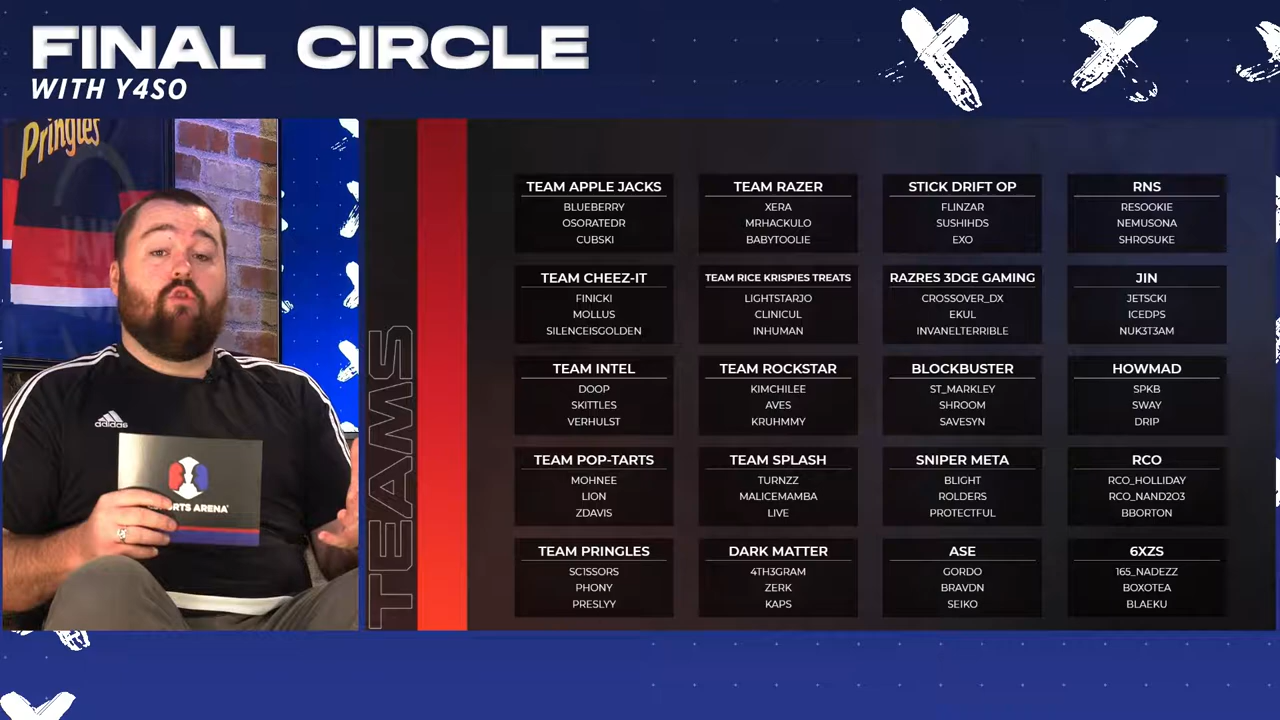 FINAL CIRCLE
WITH Y4SO
Pringles
adidas
ORTS ARENA
TEAMS
TEAM APPLE JACKS
BLUEBERRY
OSORATEDR
CUBSKI
TEAM RAZER
XERA
MRHACKULO
BABYTOOLIE
STICK DRIFT OP
FLINZAR
SUSHIHDS
EXO
RNS
RESOOKIE
NEMUSONA
SHROSUKE
TEAM CHEEZ-IT
FINICKI
MOLLUS
SILENCEISGOLDEN
TEAM RICE KRISPIES TREATS
LIGHTSTARJO
CLINICUL
INHUMAN
RAZRES 3DGE GAMING
CROSSOVER_DX
EKUL
INVANELTERRIBLE
JIN
JETSCKI
ICEDPS
NUK3T3AM
TEAM INTEL
DOOP
SKITTLES
VERHULST
TEAM ROCKSTAR
KIMCHILEE
AVES
KRUHMMY
BLOCKBUSTER
ST_MARKLEY
SHROOM
SAVESYN
HOWMAD
SPKB
SWAY
DRIP
TEAM POP-TARTS
MOHNEE
LION
ZDAVIS
TEAM SPLASH
TURNZZ
MALICEMAMBA
LIVE
SNIPER META
BLIGHT
ROLDERS
PROTECTFUL
RCO
RCO_HOLLIDAY
RCO_NAND2O3
BBORTON
TEAM PRINGLES
SC1SSORS
PHONY
PRESLYY
DARK MATTER
4TH3GRAM
ZERK
KAPS
ASE
GORDO
BRAVDN
SEIKO
6XZS
165_NADEZZ
BOXOTEA
BLAEKU